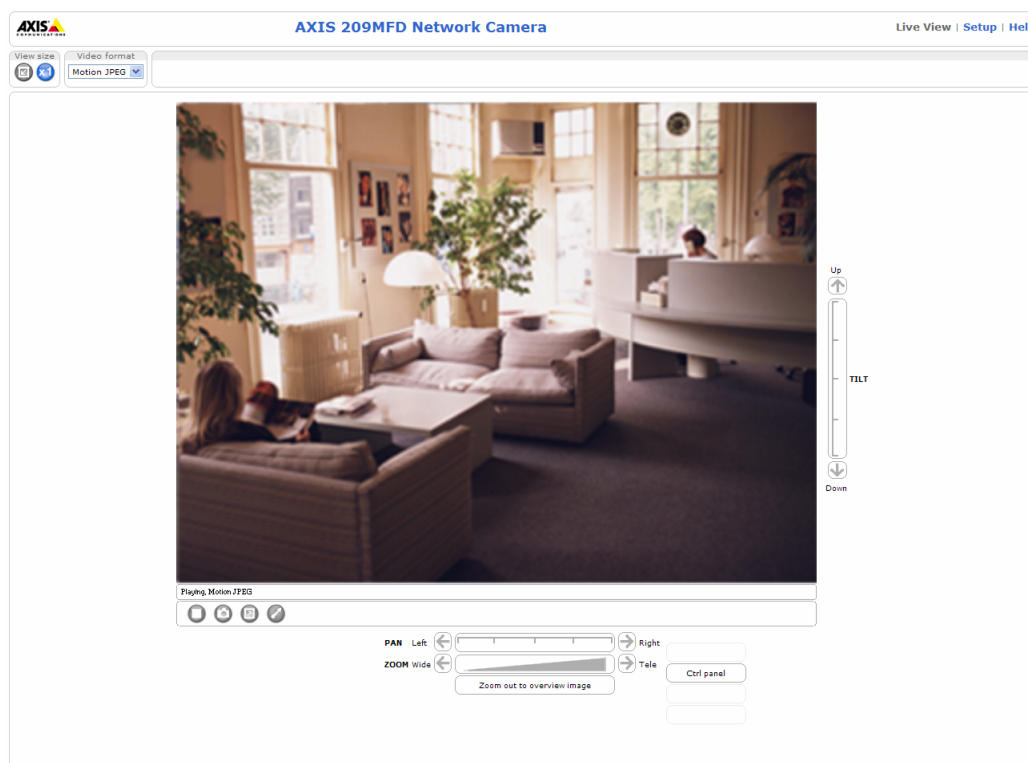 AXIS
COMMUNICATIONS
AXIS 209MFD Network Camera
Live View | Setup | Hel
View size
Video format
x1
Motion JPEG
Up
TILT
Down
Playing, Motion JPEG
PAN Left Right
ZOOM Wide Tele
Ctrl panel
Zoom out to overview image